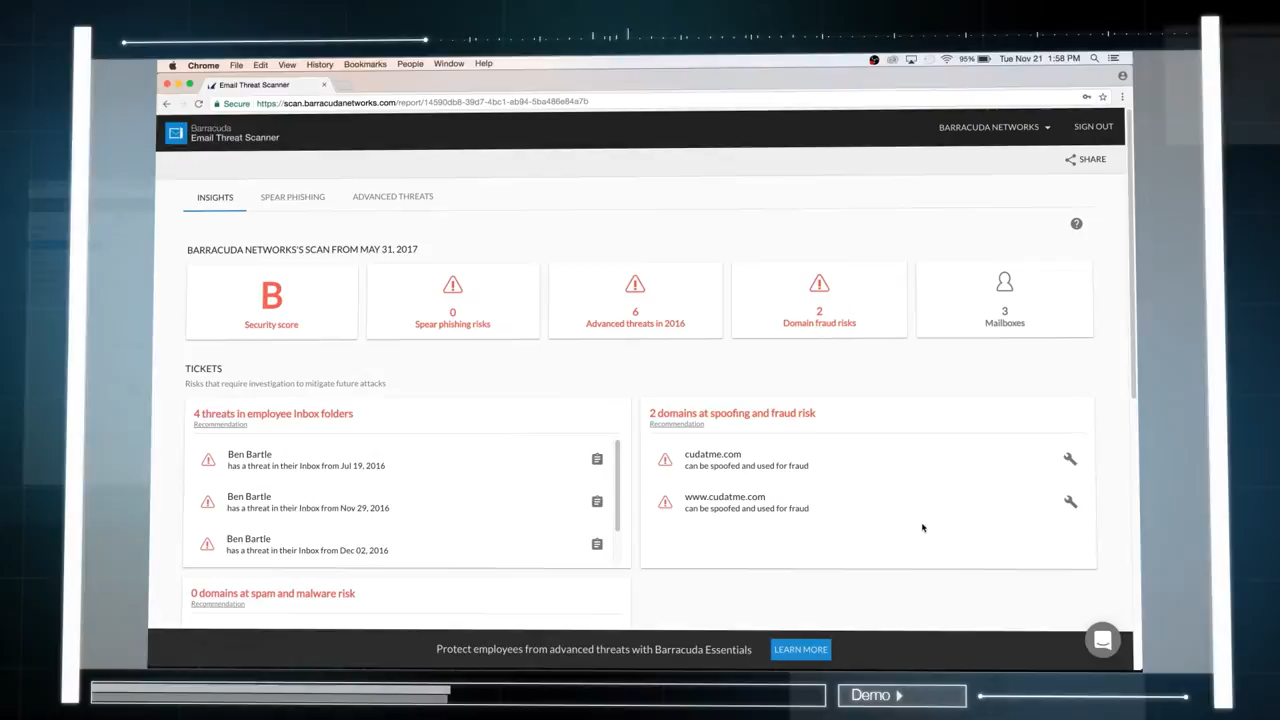 Chrome File Edit View History Bookmarks People Window Help 95% Tue Nov 21 1:58 PM
Email Threat Scanner
Secure https://scan.barracudanetworks.com/report/14590db8-39d7-4bc1-ab94-5ba486e84a7b
Barracuda
Email Threat Scanner
BARRACUDA NETWORKS SIGN OUT
SHARE
INSIGHTS SPEAR PHISHING ADVANCED THREATS
BARRACUDA NETWORKS'S SCAN FROM MAY 31, 2017
B
Security score
0
Spear phishing risks
6
Advanced threats in 2016
2
Domain fraud risks
3
Mailboxes
TICKETS
Risks that require investigation to mitigate future attacks
4 threats in employee Inbox folders
Recommendation
Ben Bartle
has a threat in their Inbox from Jul 19, 2016
Ben Bartle
has a threat in their Inbox from Nov 29, 2016
Ben Bartle
has a threat in their Inbox from Dec 02, 2016
2 domains at spoofing and fraud risk
Recommendation
cudatme.com
can be spoofed and used for fraud
www.cudatme.com
can be spoofed and used for fraud
0 domains at spam and malware risk
Recommendation
Protect employees from advanced threats with Barracuda Essentials LEARN MORE
Demo